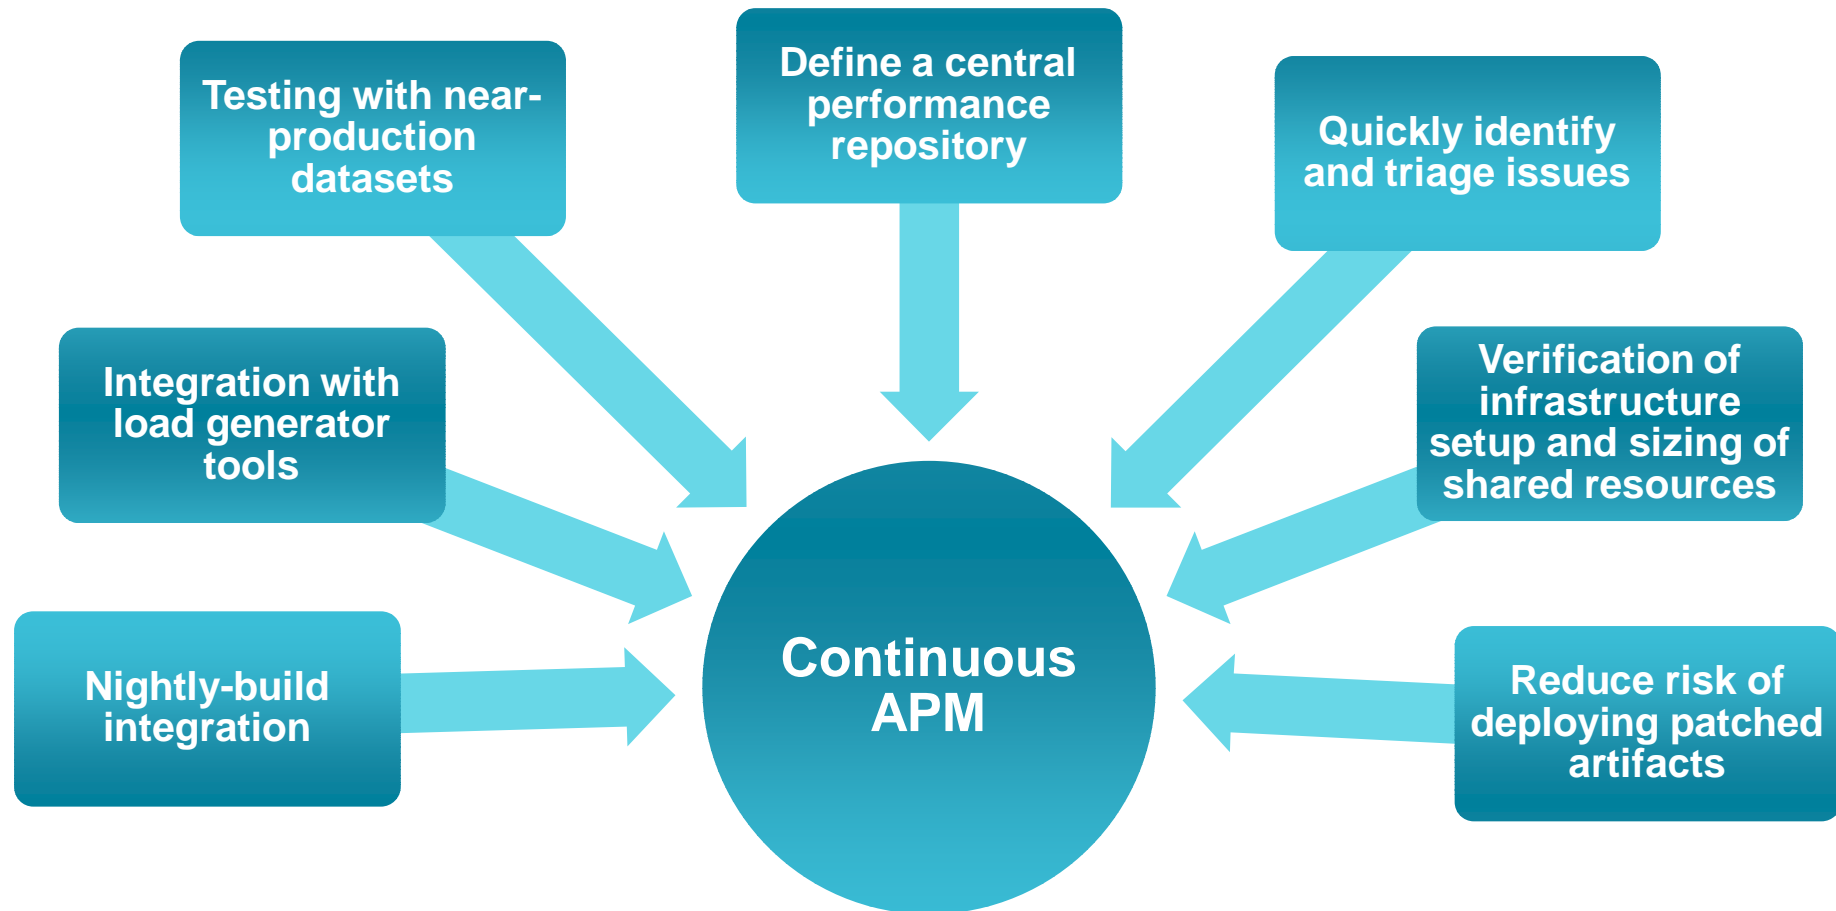 Testing with near-
production
datasets
Define a central
performance
repository
Quickly identify
and triage issues
Integration with
load generator
tools
Verification of
infrastructure
setup and sizing of
shared resources
Nightly-build
integration
Continuous
APM
Reduce risk of
deploying patched
artifacts